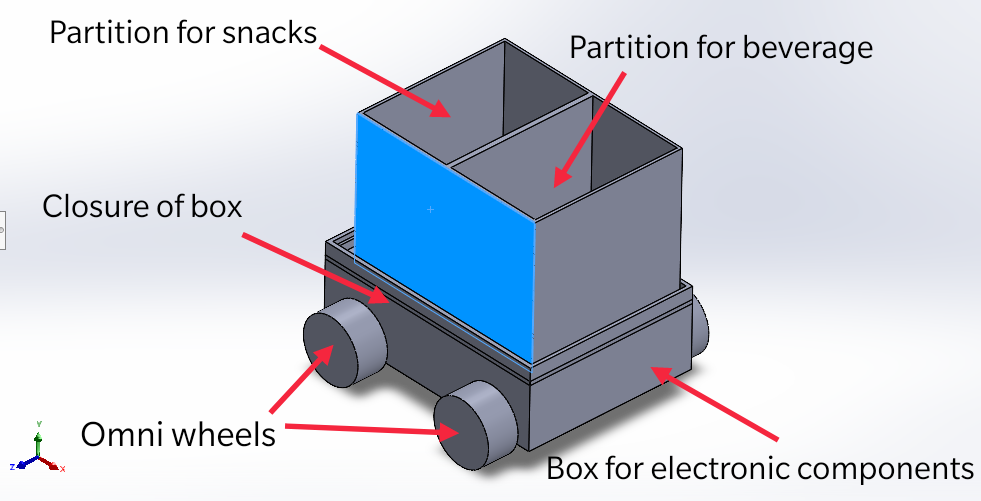 Partition for snacks
Partition for beverage
Closure of box
Omni wheels
Box for electronic components
Y
Z
X